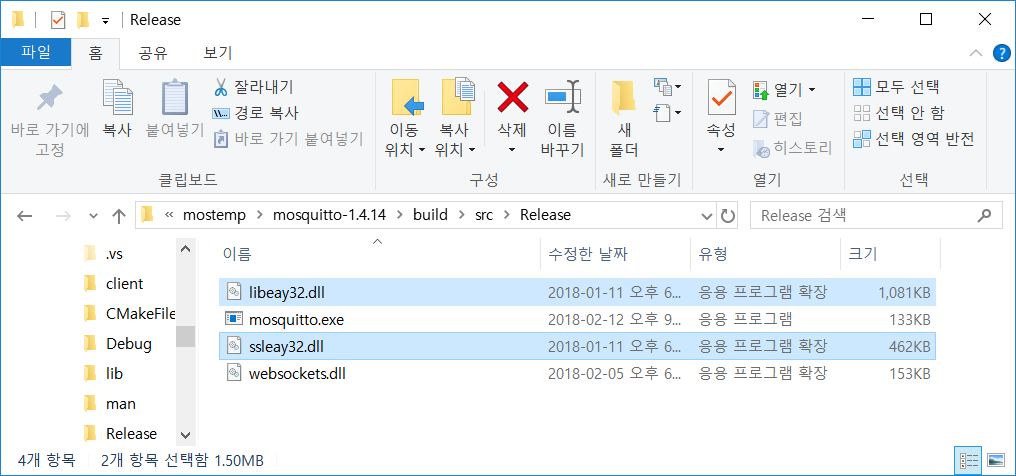 Release
파일 홈 공유 보기
바로 가기에 고정
복사
붙여넣기
잘라내기
경로 복사
바로 가기 붙여넣기
클립보드
이동 위치
복사 위치
삭제
이름 바꾸기
구성
새 폴더
새로 만들기
속성
열기
편집
히스토리
열기
모두 선택
선택 안 함
선택 영역 반전
선택
« mostemp > mosquitto-1.4.14 > build > src > Release
Release 검색
.vs
client
CMakeFile
Debug
lib
man
Release
이름 수정한 날짜 유형 크기
libeay32.dll 2018-01-11 오후 6... 응용 프로그램 확장 1,081KB
mosquitto.exe 2018-02-12 오후 9... 응용 프로그램 133KB
ssleay32.dll 2018-01-11 오후 6... 응용 프로그램 확장 462KB
websockets.dll 2018-02-05 오후 6... 응용 프로그램 확장 153KB
4개 항목 2개 항목 선택함 1.50MB